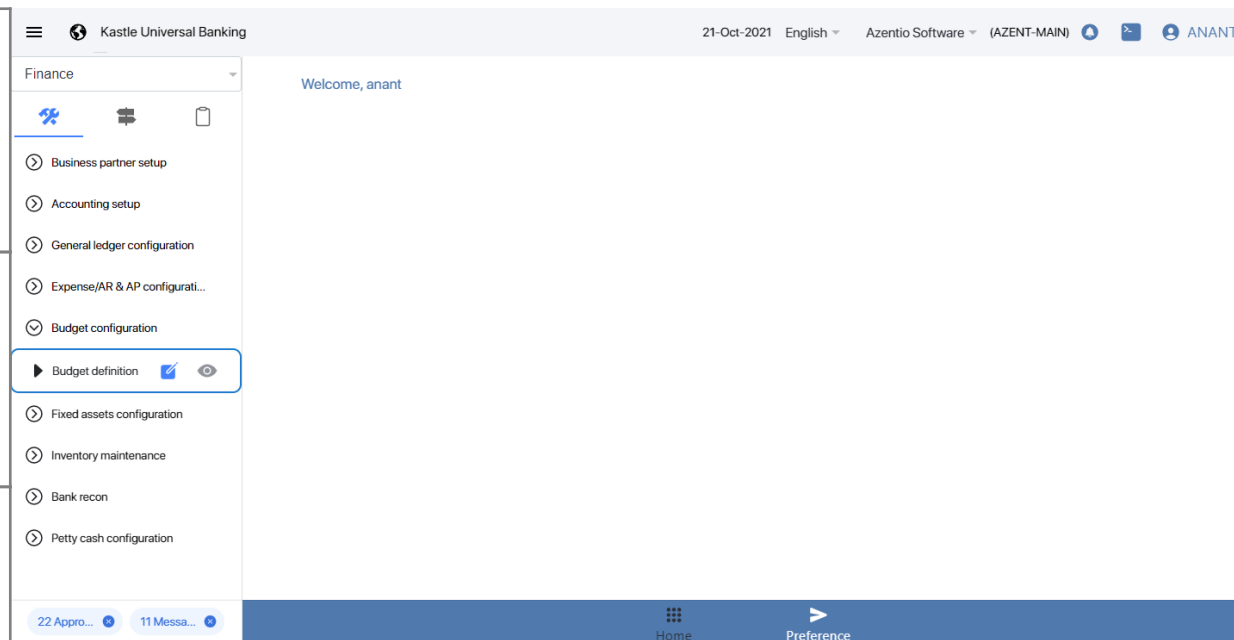 Kastle Universal Banking
21-Oct-2021 English Azentio Software (AZENT-MAIN) ANANT
Finance
Welcome, anant
Business partner setup
Accounting setup
General ledger configuration
Expense/AR & AP configurati...
Budget configuration
Budget definition
Fixed assets configuration
Inventory maintenance
Bank recon
Petty cash configuration
22 Appro... 11 Messa...
Home Preference